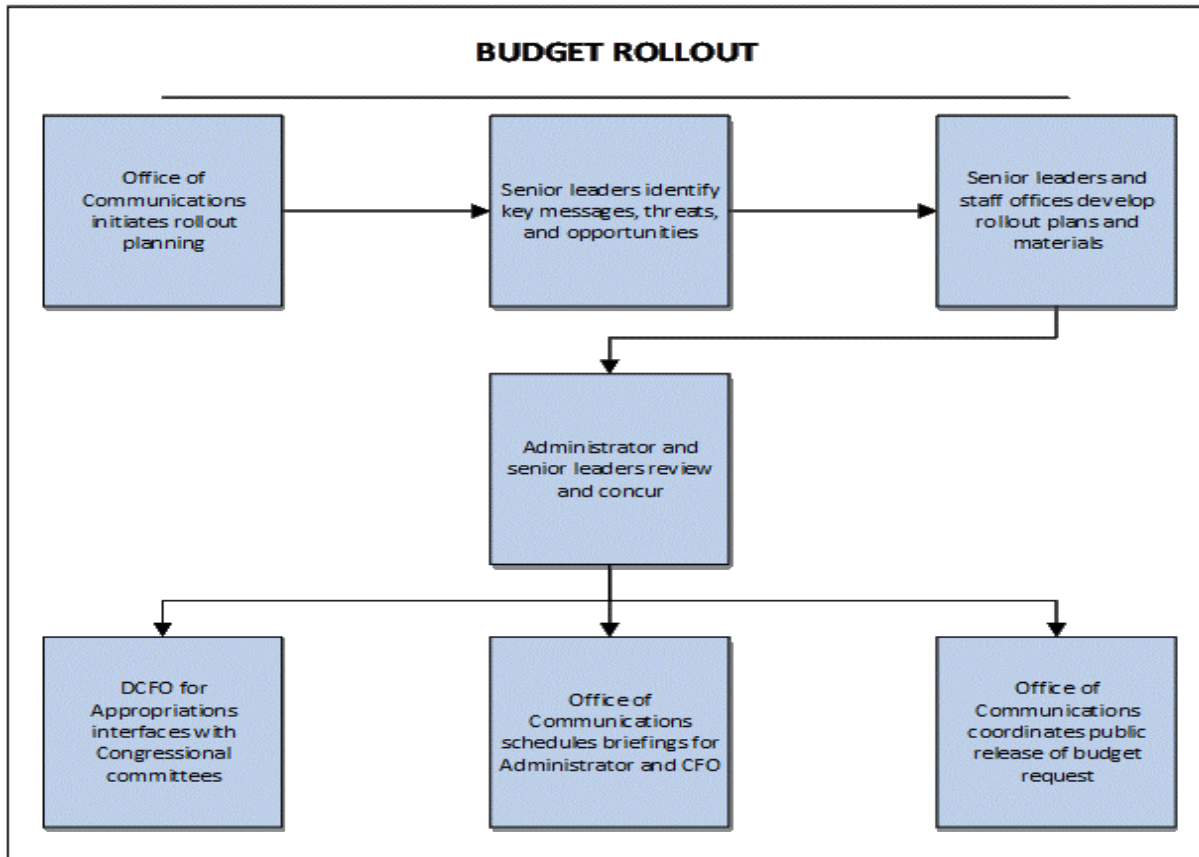 BUDGET ROLLOUT
Office of
Communications
initiates rollout
planning
Senior leaders identify
key messages, threats,
and opportunities
Senior leaders and
staff offices develop
rollout plans and
materials
Administrator and
senior leaders review
and concur
DCFO for
Appropriations
interfaces with
Congressional
committees
Office of
Communications
schedules briefings for
Administrator and CFO
Office of
Communications
coordinates public
release of budget
request